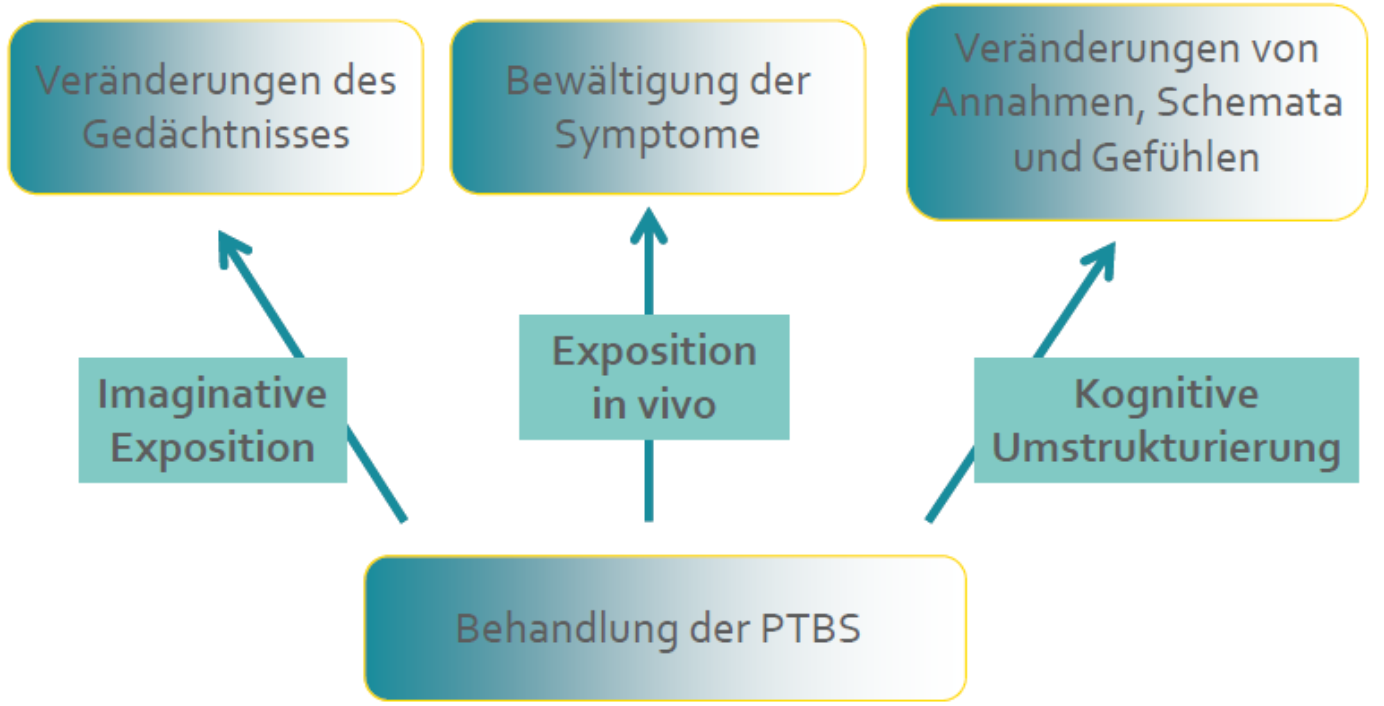 Veränderungen des
Gedächtnisses
Bewältigung der
Symptome
Veränderungen von
Annahmen, Schemata
und Gefühlen
Imaginative
Exposition
Exposition
in vivo
Kognitive
Umstrukturierung
Behandlung der PTBS